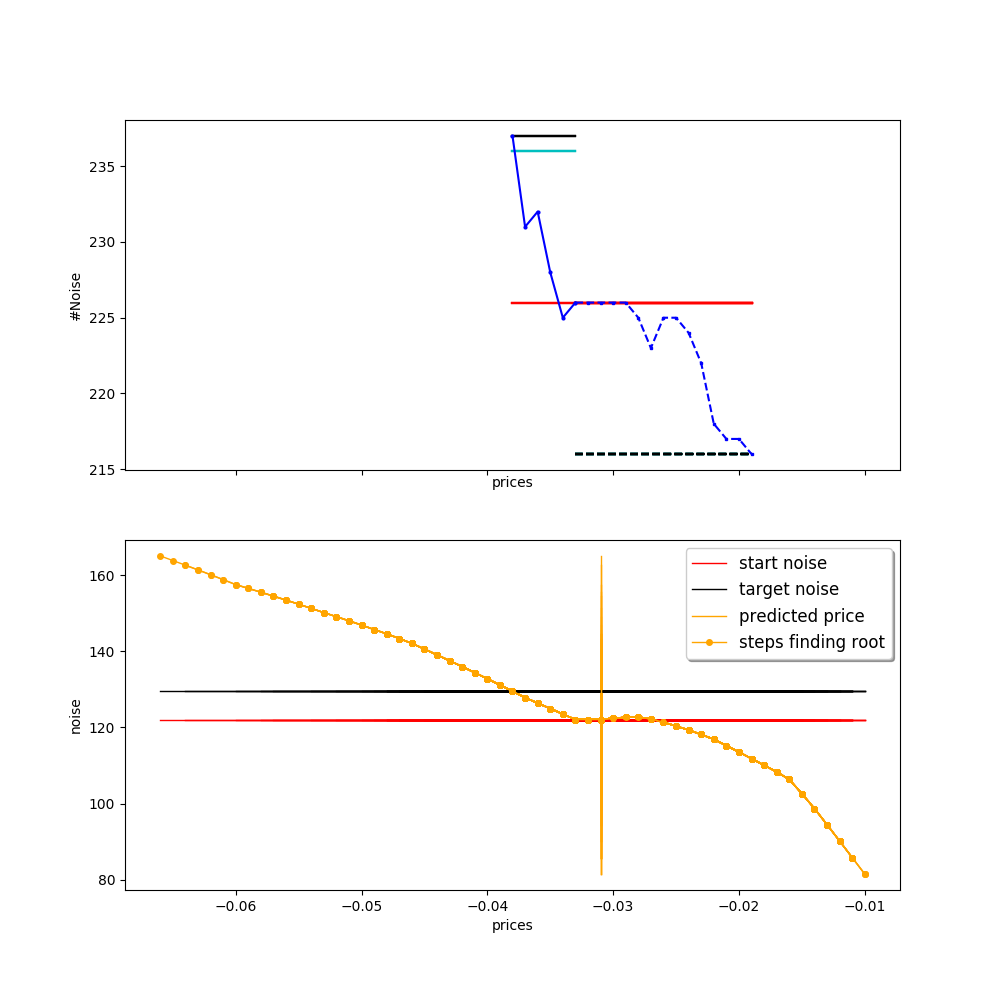 235
230
225
220
215
#Noise
prices
160
140
120
100
80
noise
start noise
target noise
predicted price
steps finding root
−0.06 −0.05 −0.04 −0.03 −0.02 −0.01
prices